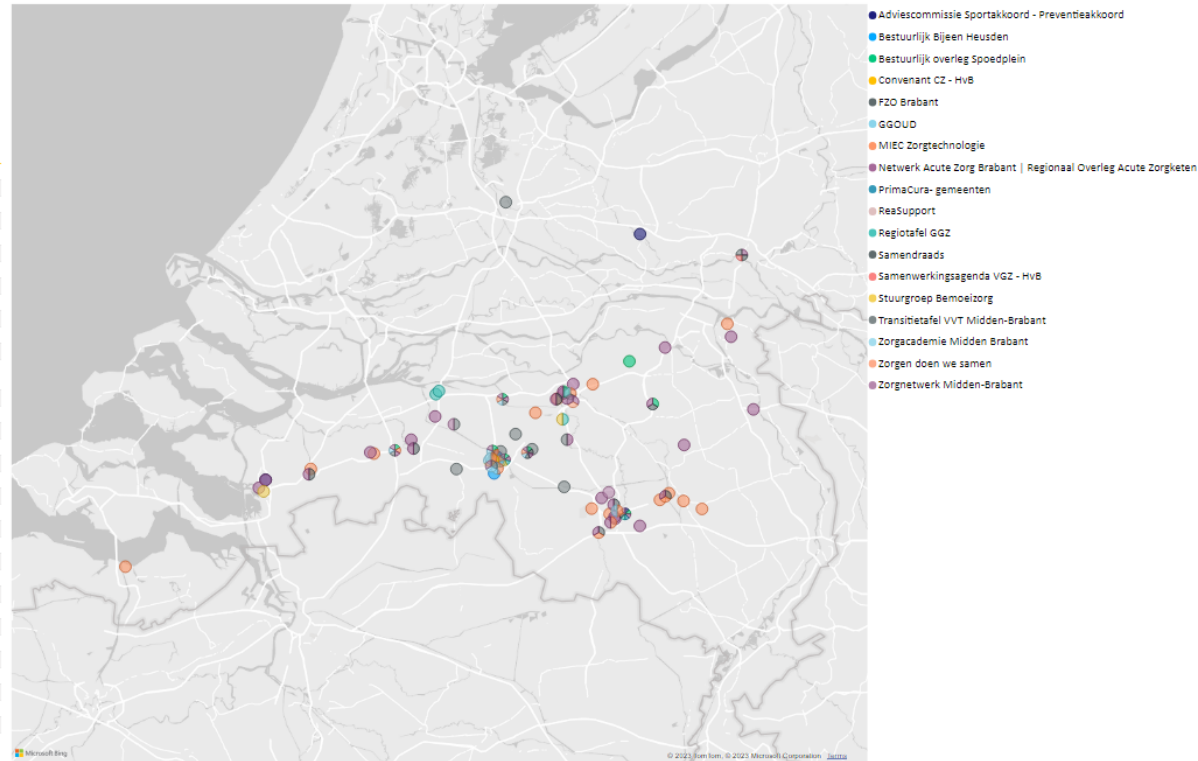 Adviescommissie Sportakkoord - Preventieakkoord
Bestuurlijk Bijeen Heusden
Bestuurlijk overleg Spoedplein
Convenant CZ - HvB
FZO Brabant
GGOUD
MIEC Zorgtechnologie
Netwerk Acute Zorg Brabant | Regionaal Overleg Acute Zorgketen
PrimaCura- gemeenten
ReaSupport
Regiotafel GGZ
Samendraads
Samenwerkingsagenda VGZ - HvB
Stuurgroep Bemoeizorg
Transitietafel VVT Midden-Brabant
Zorgacademie Midden Brabant
Zorgen doen we samen
Zorgnetwerk Midden-Brabant
Microsoft Bing
© 2023 TomTom, © 2023 Microsoft Corporation Terms